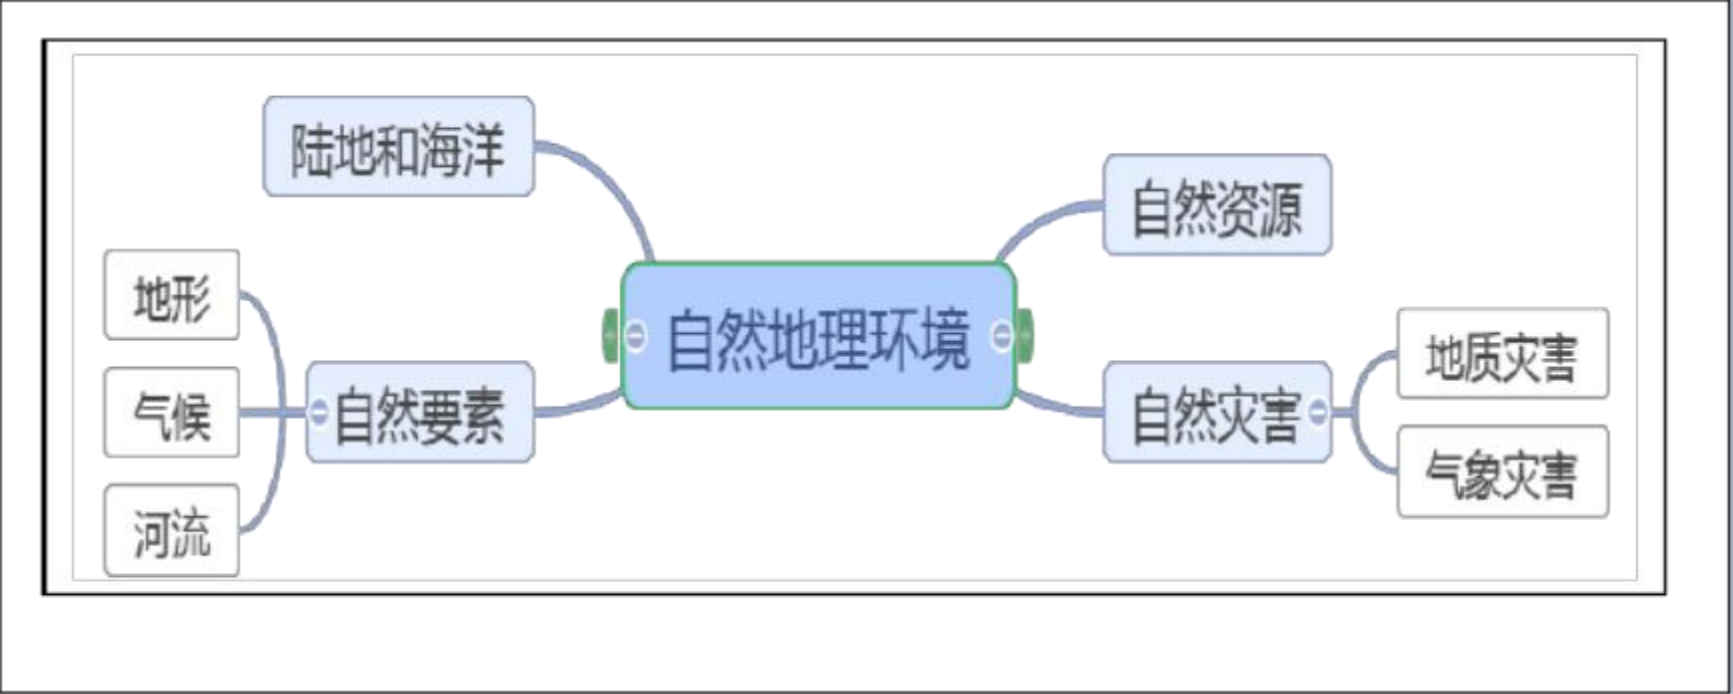 陆地和海洋
自然资源
地形
自然地理环境
地质灾害
气候
自然要素
自然灾害
气象灾害
河流